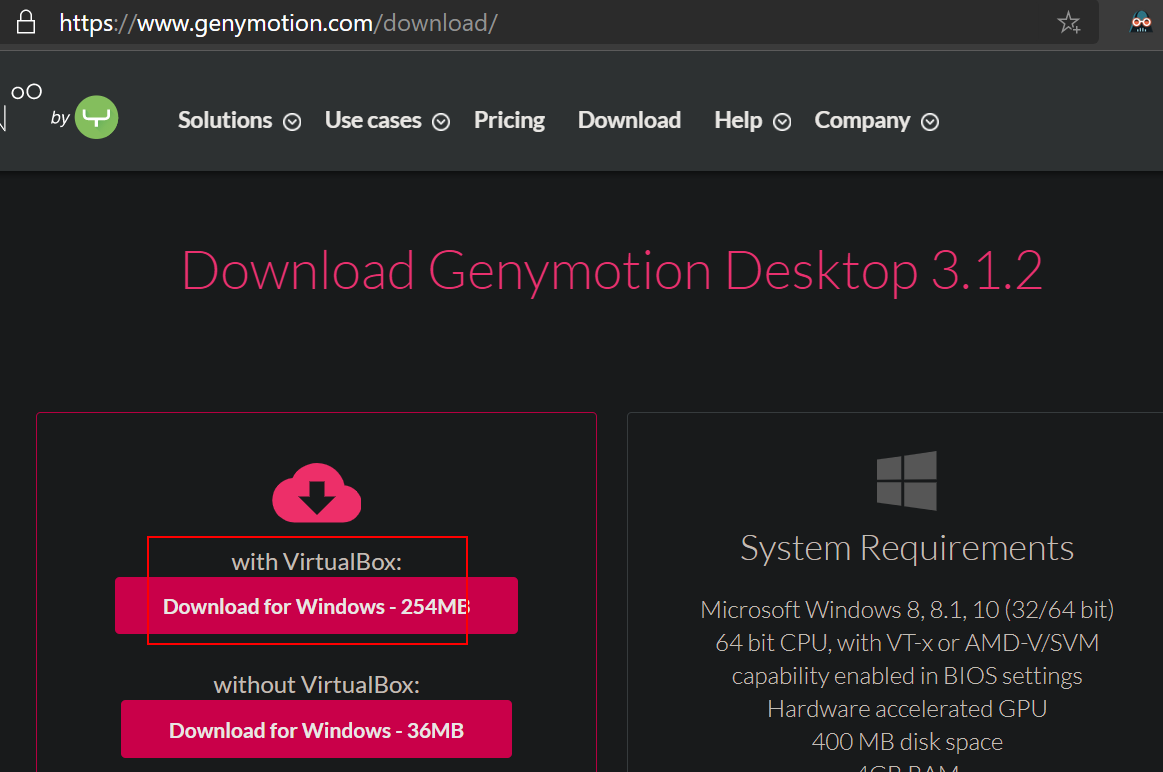 https://www.genymotion.com/download/
by
Solutions Use cases Pricing Download Help Company
Download Genymotion Desktop 3.1.2
with VirtualBox:
Download for Windows - 254MB
without VirtualBox:
Download for Windows - 36MB
System Requirements
Microsoft Windows 8, 8.1, 10 (32/64 bit)
64 bit CPU, with VT-x or AMD-V/SVM
capability enabled in BIOS settings
Hardware accelerated GPU
400 MB disk space
4GB RAM